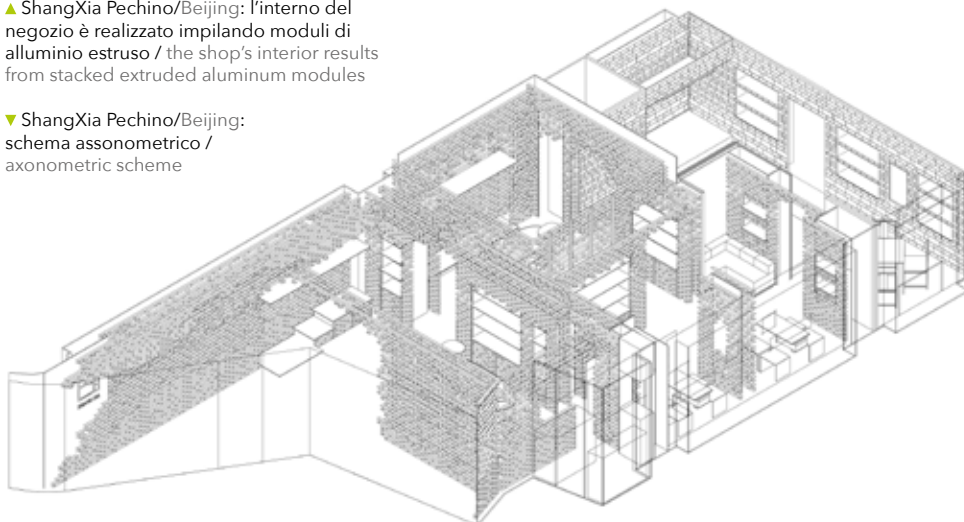 ▲ ShangXia Pechino/Beijing: l’interno del
negozio è realizzato impilando moduli di
alluminio estruso / the shop’s interior results
from stacked extruded aluminum modules
▼ ShangXia Pechino/Beijing:
schema assonometrico /
axonometric scheme